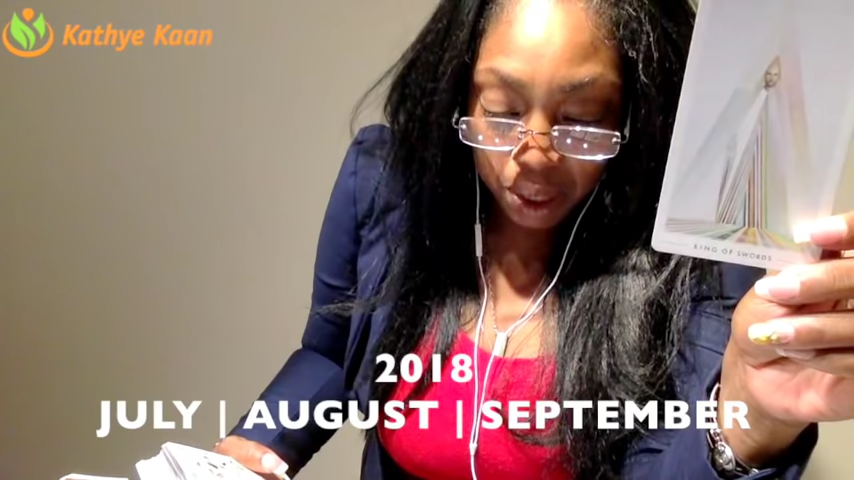 Kathye Kaan
KING OF SWORDS
2018
JULY | AUGUST | SEPTEMBER